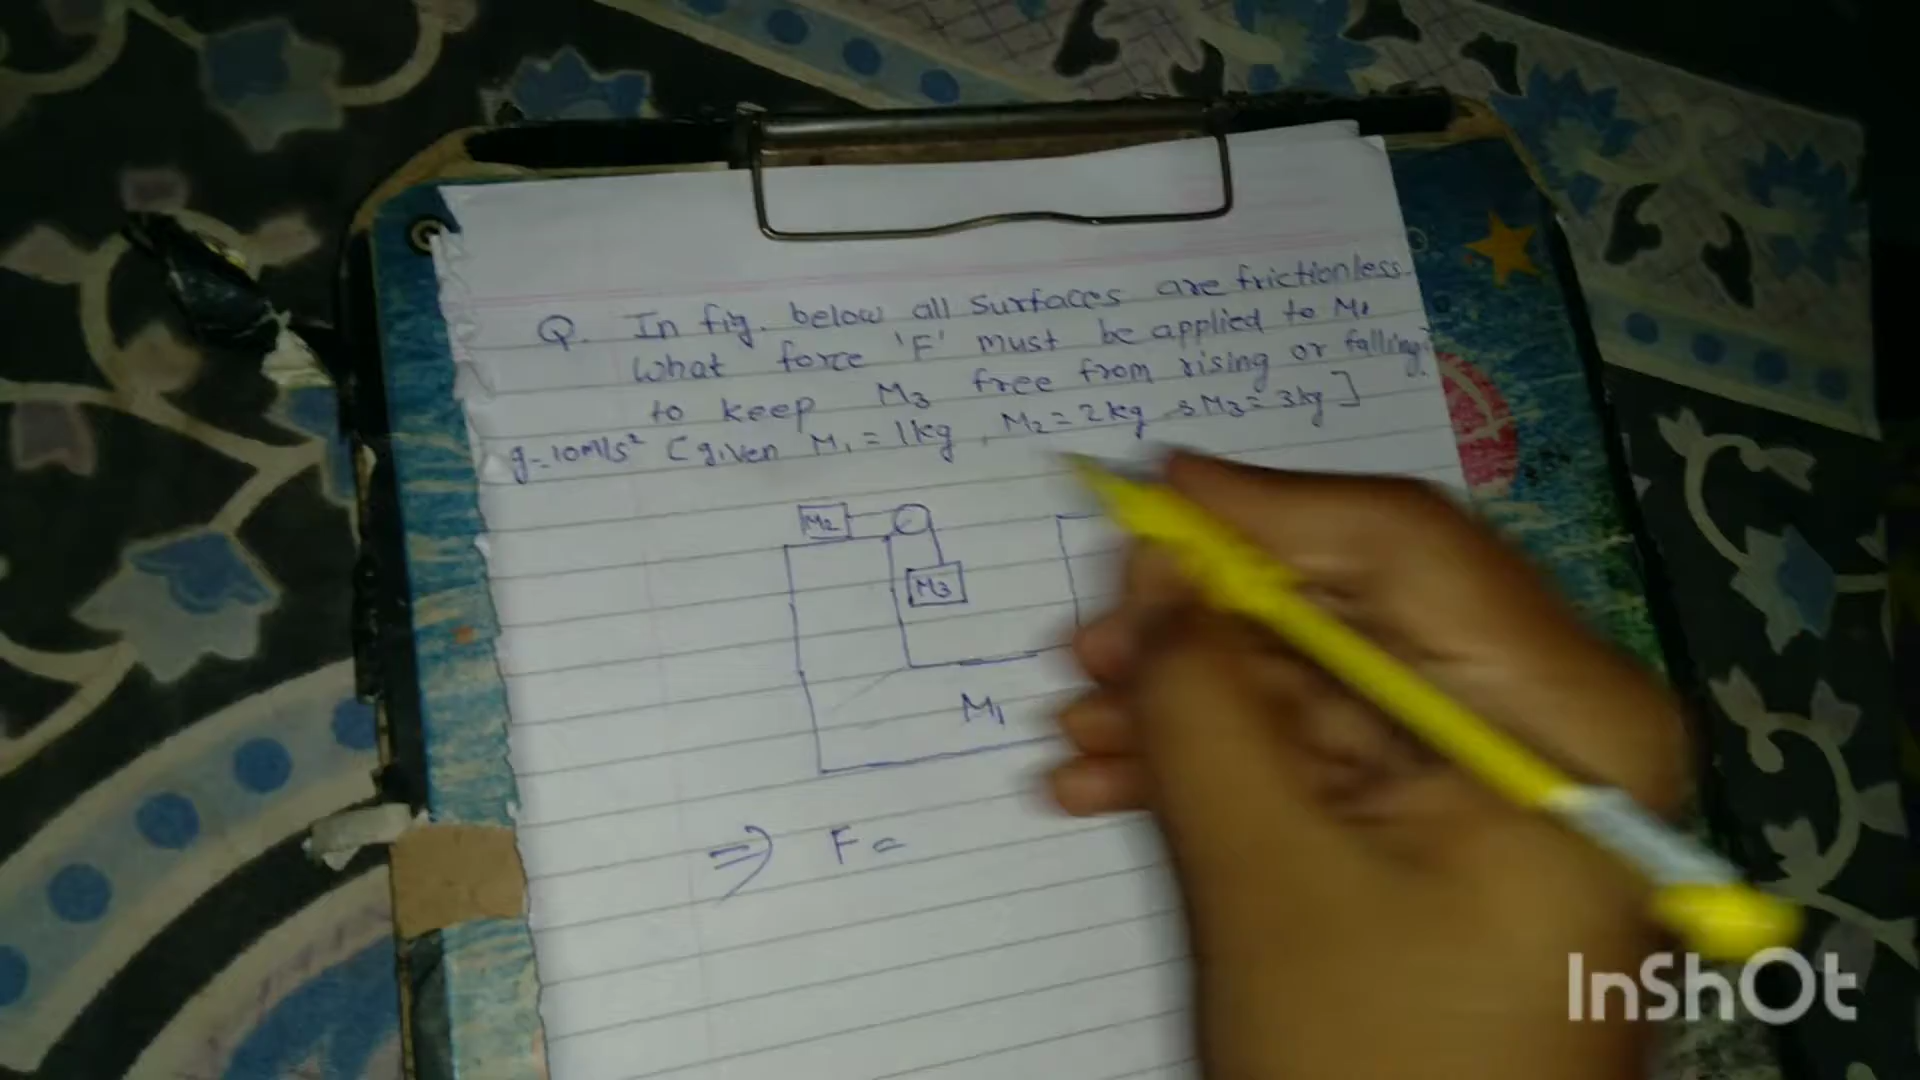 Q. In fig. below all surfaces are frictionless.
What force 'F' must be applied to M1
to keep M3 free from rising or falling?
g=10m/s² (given M1 = 1kg, M2 = 2kg, M3 = 3kg]
M2
M3
M1
⇒ F =
InShOt